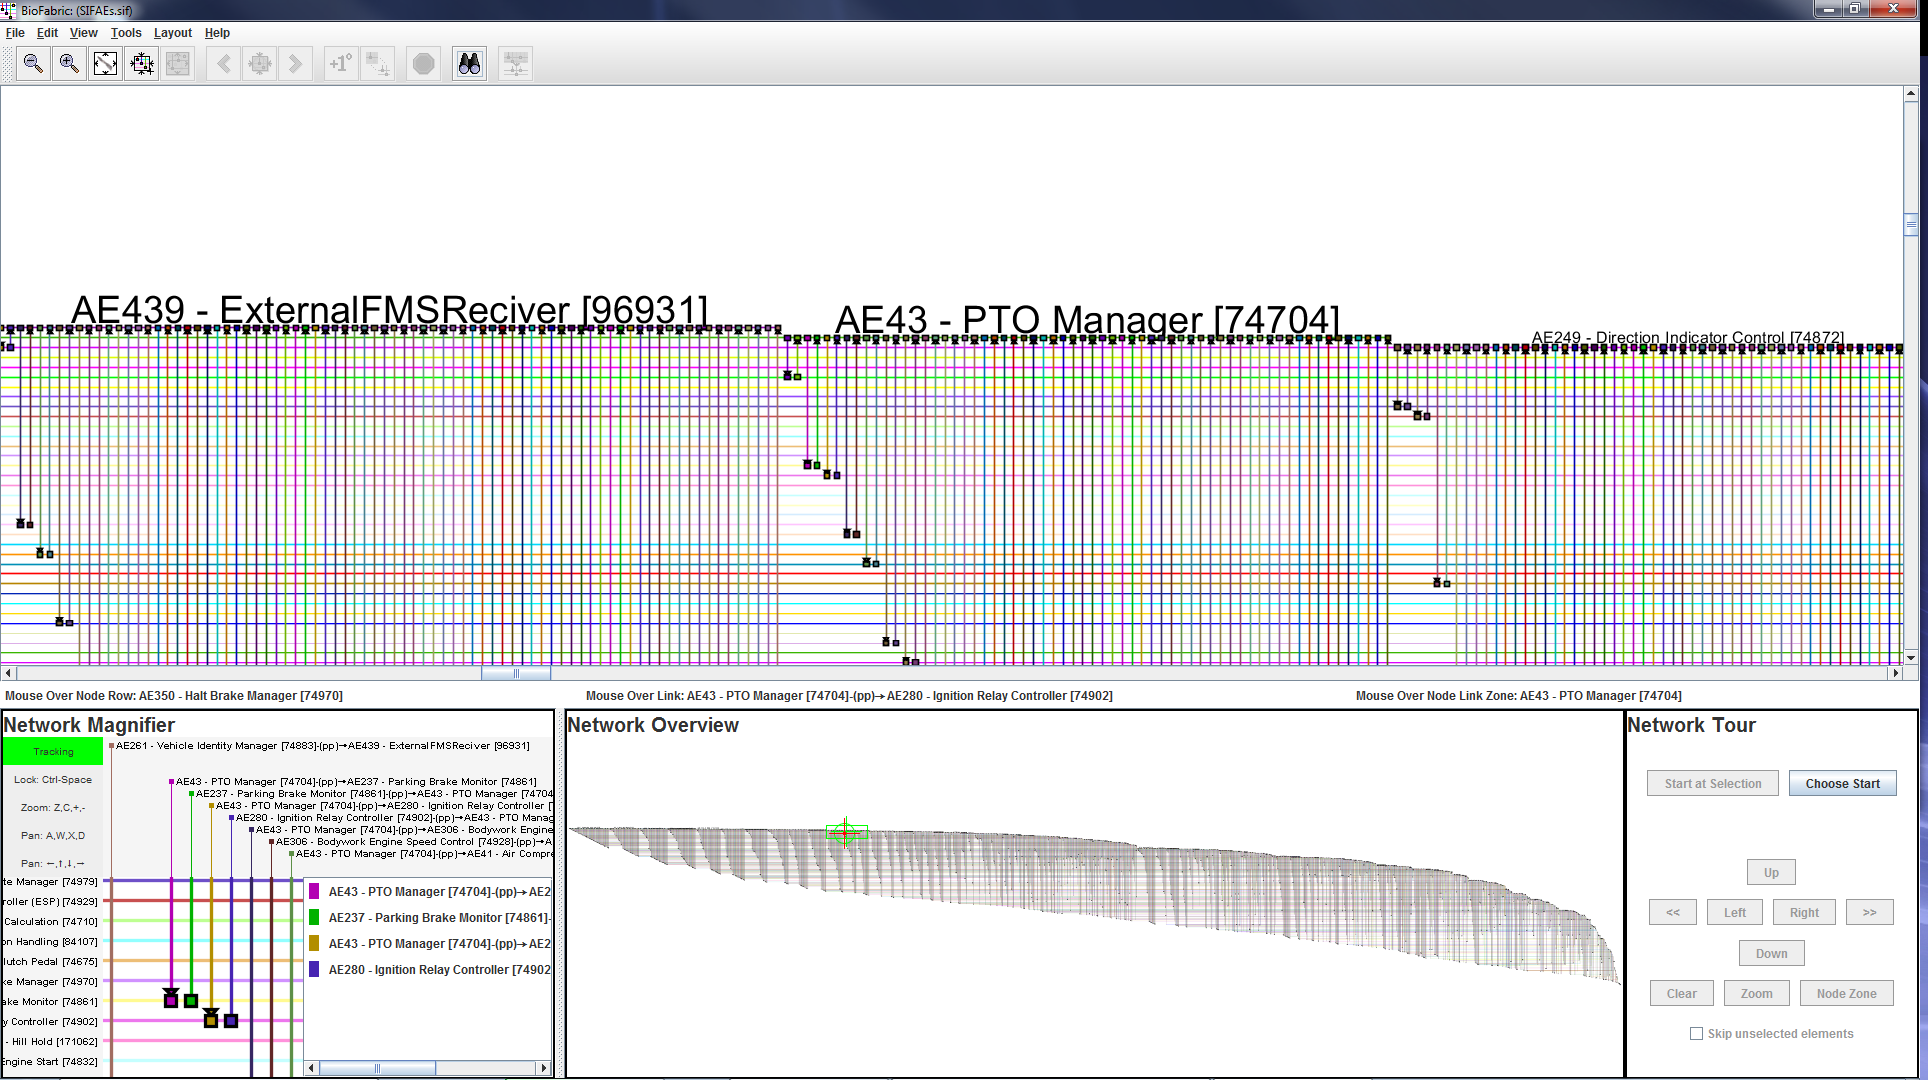 BioFabric: (SIFAEs.sif)
File Edit View Tools Layout Help
+1°
AE439 - ExternalFMSReciver [96931]
AE43 - PTO Manager [74704]
AE249 - Direction Indicator Control [74872]
Mouse Over Node Row: AE350 - Halt Brake Manager [74970]
Mouse Over Link: AE43 - PTO Manager [74704]-(pp)→AE280 - Ignition Relay Controller [74902]
Mouse Over Node Link Zone: AE43 - PTO Manager [74704]
Network Magnifier
Tracking
Lock: Ctrl-Space
Zoom: Z,C,+,-
Pan: A,W,X,D
Pan: ←,↑,↓,→
AE261 - Vehicle Identity Manager [74883]-(pp)→AE439 - ExternalFMSReciver [96931]
AE43 - PTO Manager [74704]-(pp)→AE237 - Parking Brake Monitor [74861]
AE237 - Parking Brake Monitor [74861]-(pp)→AE43 - PTO Manager [74704
AE43 - PTO Manager [74704]-(pp)→AE280 - Ignition Relay Controller [
AE280 - Ignition Relay Controller [74902]-(pp)→AE43 - PTO Manag
AE43 - PTO Manager [74704]-(pp)→AE306 - Bodywork Engine
AE306 - Bodywork Engine Speed Control [74928]-(pp)→A
AE43 - PTO Manager [74704]-(pp)→AE41 - Air Compre
te Manager [74979]
roller (ESP) [74929]
Calculation [74710]
on Handling [84107]
lutch Pedal [74675]
ke Manager [74970]
ake Monitor [74861]
y Controller [74902]
- Hill Hold [171062]
Engine Start [74832]
AE43 - PTO Manager [74704]-(pp)→AE2
AE237 - Parking Brake Monitor [74861]-
AE43 - PTO Manager [74704]-(pp)→AE2
AE280 - Ignition Relay Controller [74902
Network Overview
Network Tour
Start at Selection
Choose Start
Up
<<
Left
Right
>>
Down
Clear
Zoom
Node Zone
Skip unselected elements